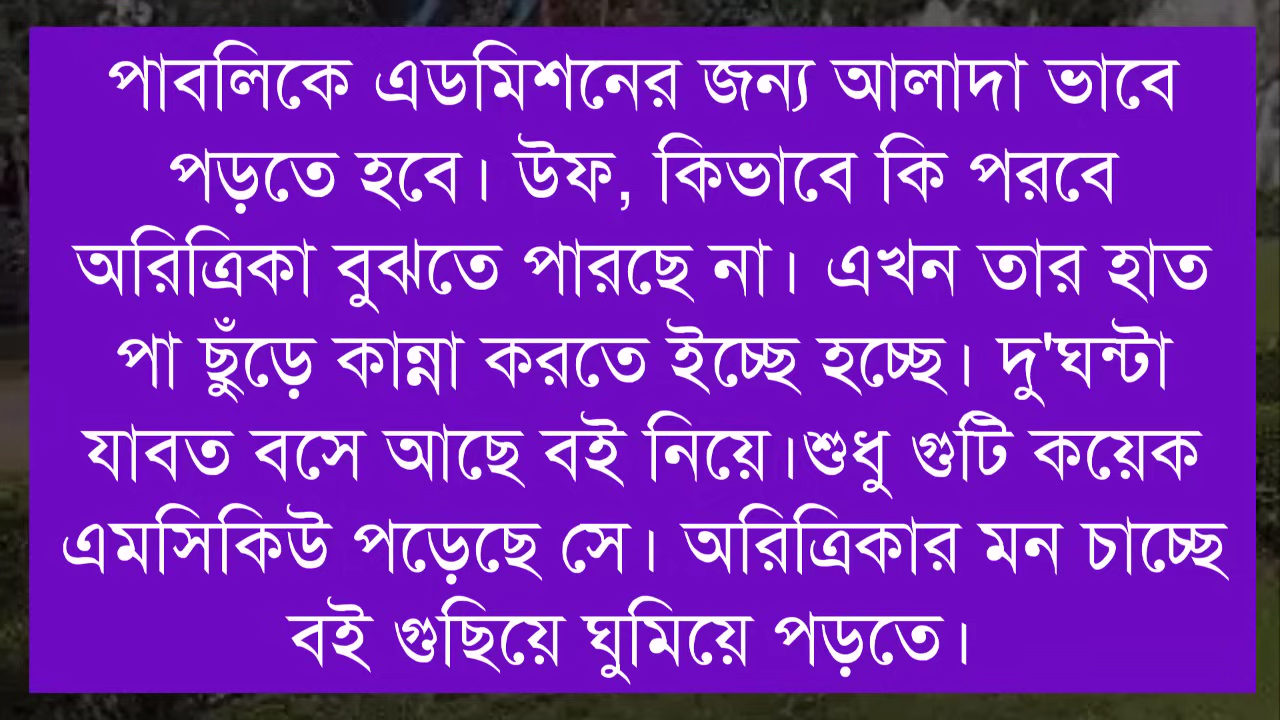 পাবলিকে এডমিশনের জন্য আলাদা ভাবে
পড়তে হবে। উফ, কিভাবে কি পরবে
অরিত্রিকা বুঝতে পারছে না। এখন তার হাত
পা ছুঁড়ে কান্না করতে ইচ্ছে হচ্ছে। দু'ঘন্টা
যাবত বসে আছে বই নিয়ে।শুধু গুটি কয়েক
এমসিকিউ পড়েছে সে। অরিত্রিকার মন চাচ্ছে
বই গুছিয়ে ঘুমিয়ে পড়তে।